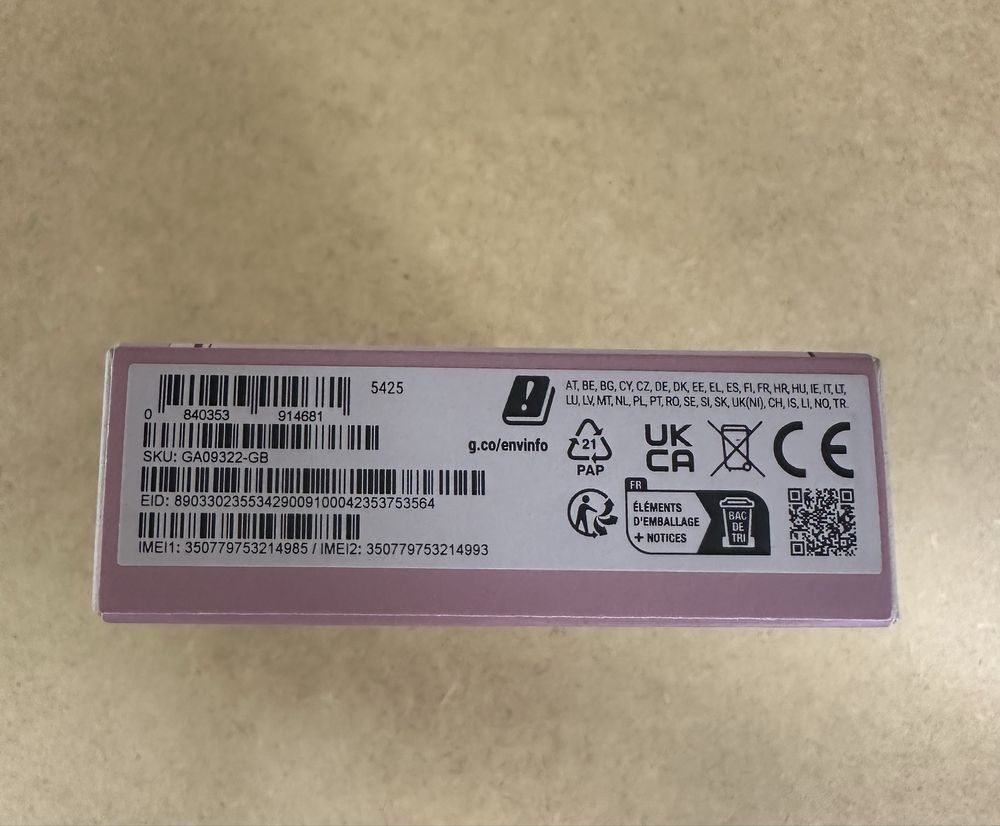 5425
0 840353 914681
SKU: GA09322-GB
EID: 89033023553429009100042353753564
IMEI1: 350779753214985 / IMEI2: 350779753214993
!
g.co/envinfo
AT, BE, BG, CY, CZ, DE, DK, EE, EL, ES, FI, FR, HR, HU, IE, IT, LT,
LU, LV, MT, NL, PL, PT, RO, SE, SI, SK, UK(NI), CH, IS, LI, NO, TR.
21
PAP
UK
CA
CE
FR
ÉLÉMENTS
D'EMBALLAGE
+ NOTICES
BAC
DE
TRI